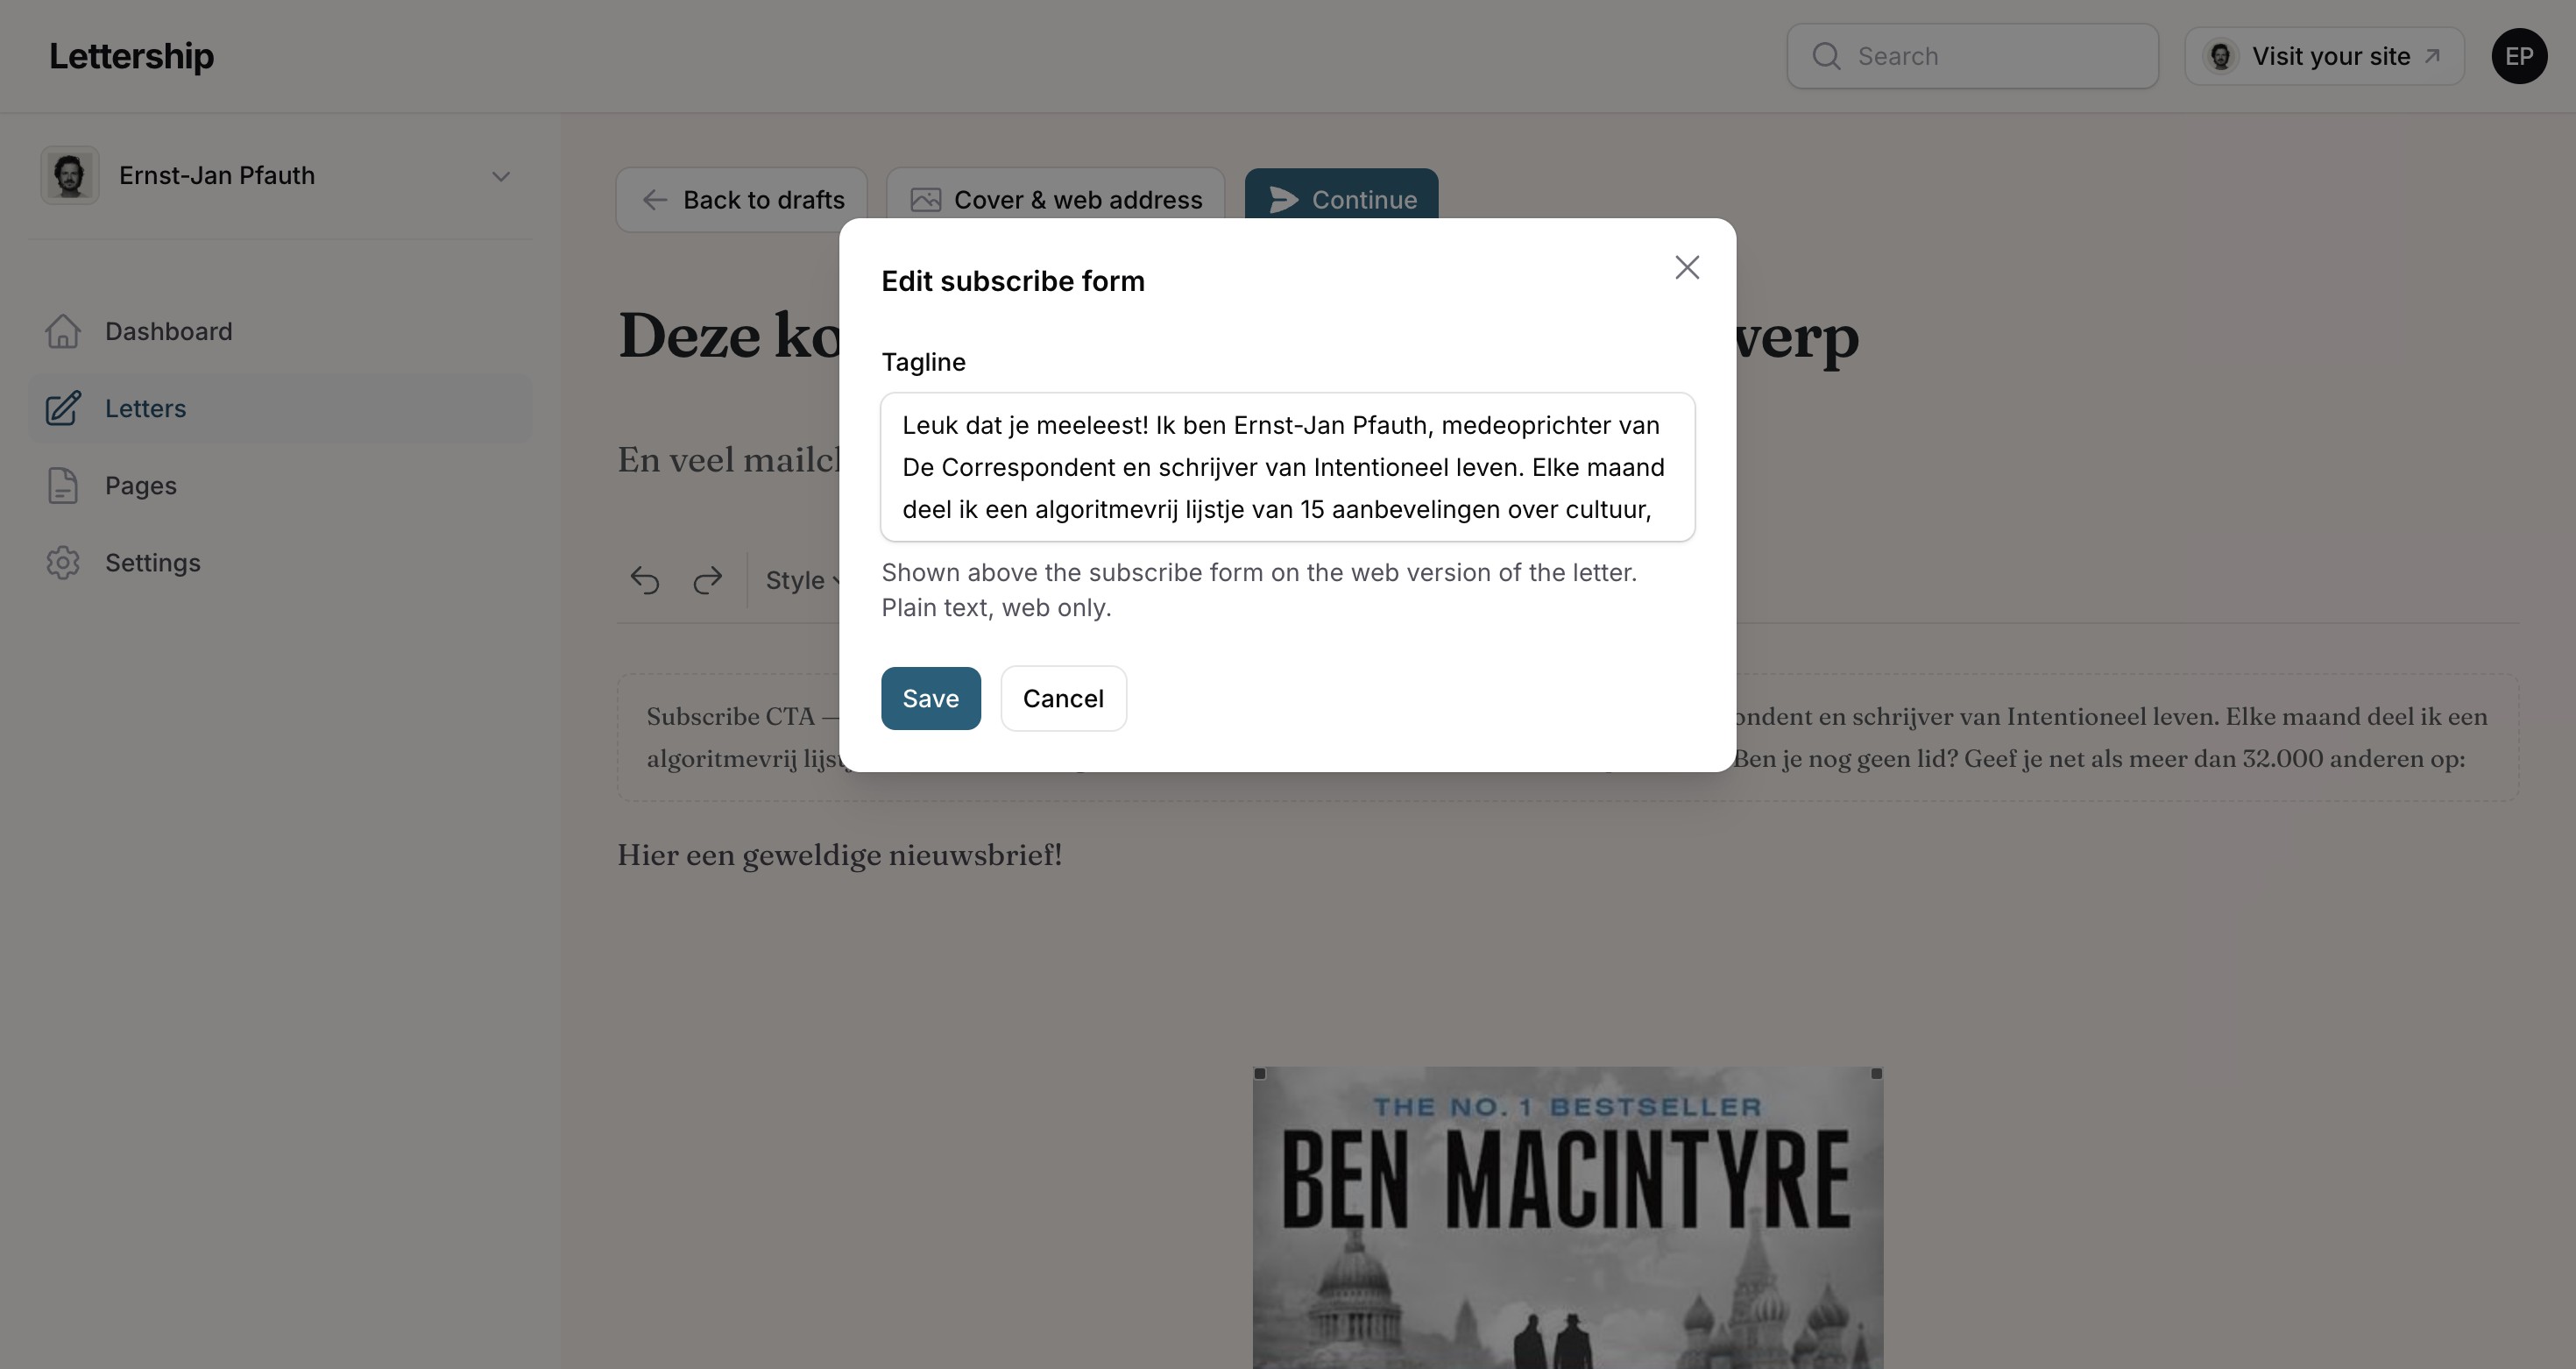 Lettership
Search
Visit your site
EP
Ernst-Jan Pfauth
Dashboard
Letters
Pages
Settings
Back to drafts
Cover & web address
Continue
Deze
werp
En veel
Style
Edit subscribe form
Tagline
Leuk dat je meeleest! Ik ben Ernst-Jan Pfauth, medeoprichter van
De Correspondent en schrijver van Intentioneel leven. Elke maand
deel ik een algoritmevrij lijstje van 15 aanbevelingen over cultuur,
Shown above the subscribe form on the web version of the letter.
Plain text, web only.
Save
Cancel
Subscribe CTA —
ondent en schrijver van Intentioneel leven. Elke maand deel ik een
algoritmevrij
Ben je nog geen lid? Geef je net als meer dan 32.000 anderen op:
Hier een geweldige nieuwsbrief!
THE NO. 1 BESTSELLER
BEN MACINTYRE